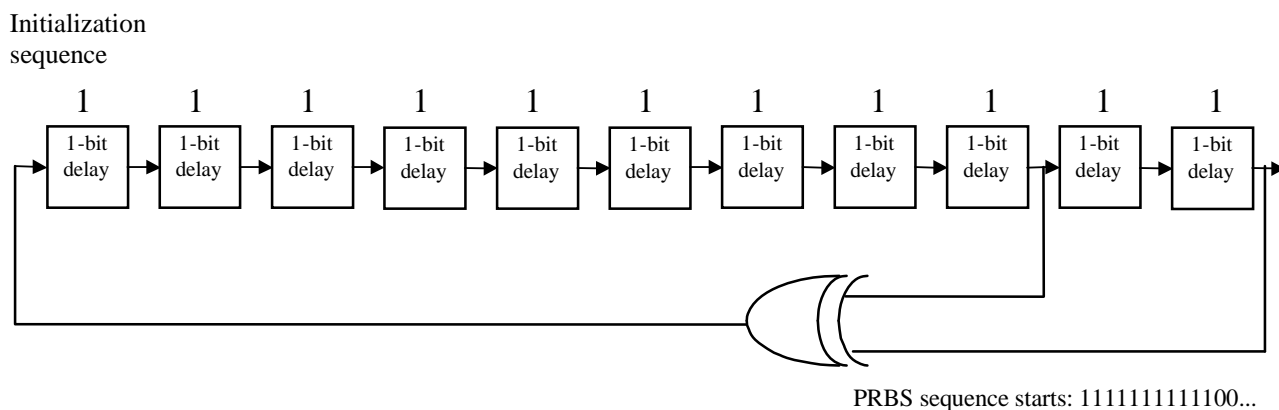 Initialization
sequence
1 1 1 1 1 1 1 1 1 1 1
1-bit 1-bit 1-bit 1-bit 1-bit 1-bit 1-bit 1-bit 1-bit 1-bit 1-bit
delay delay delay delay delay delay delay delay delay delay delay
PRBS sequence starts: 1111111111100...